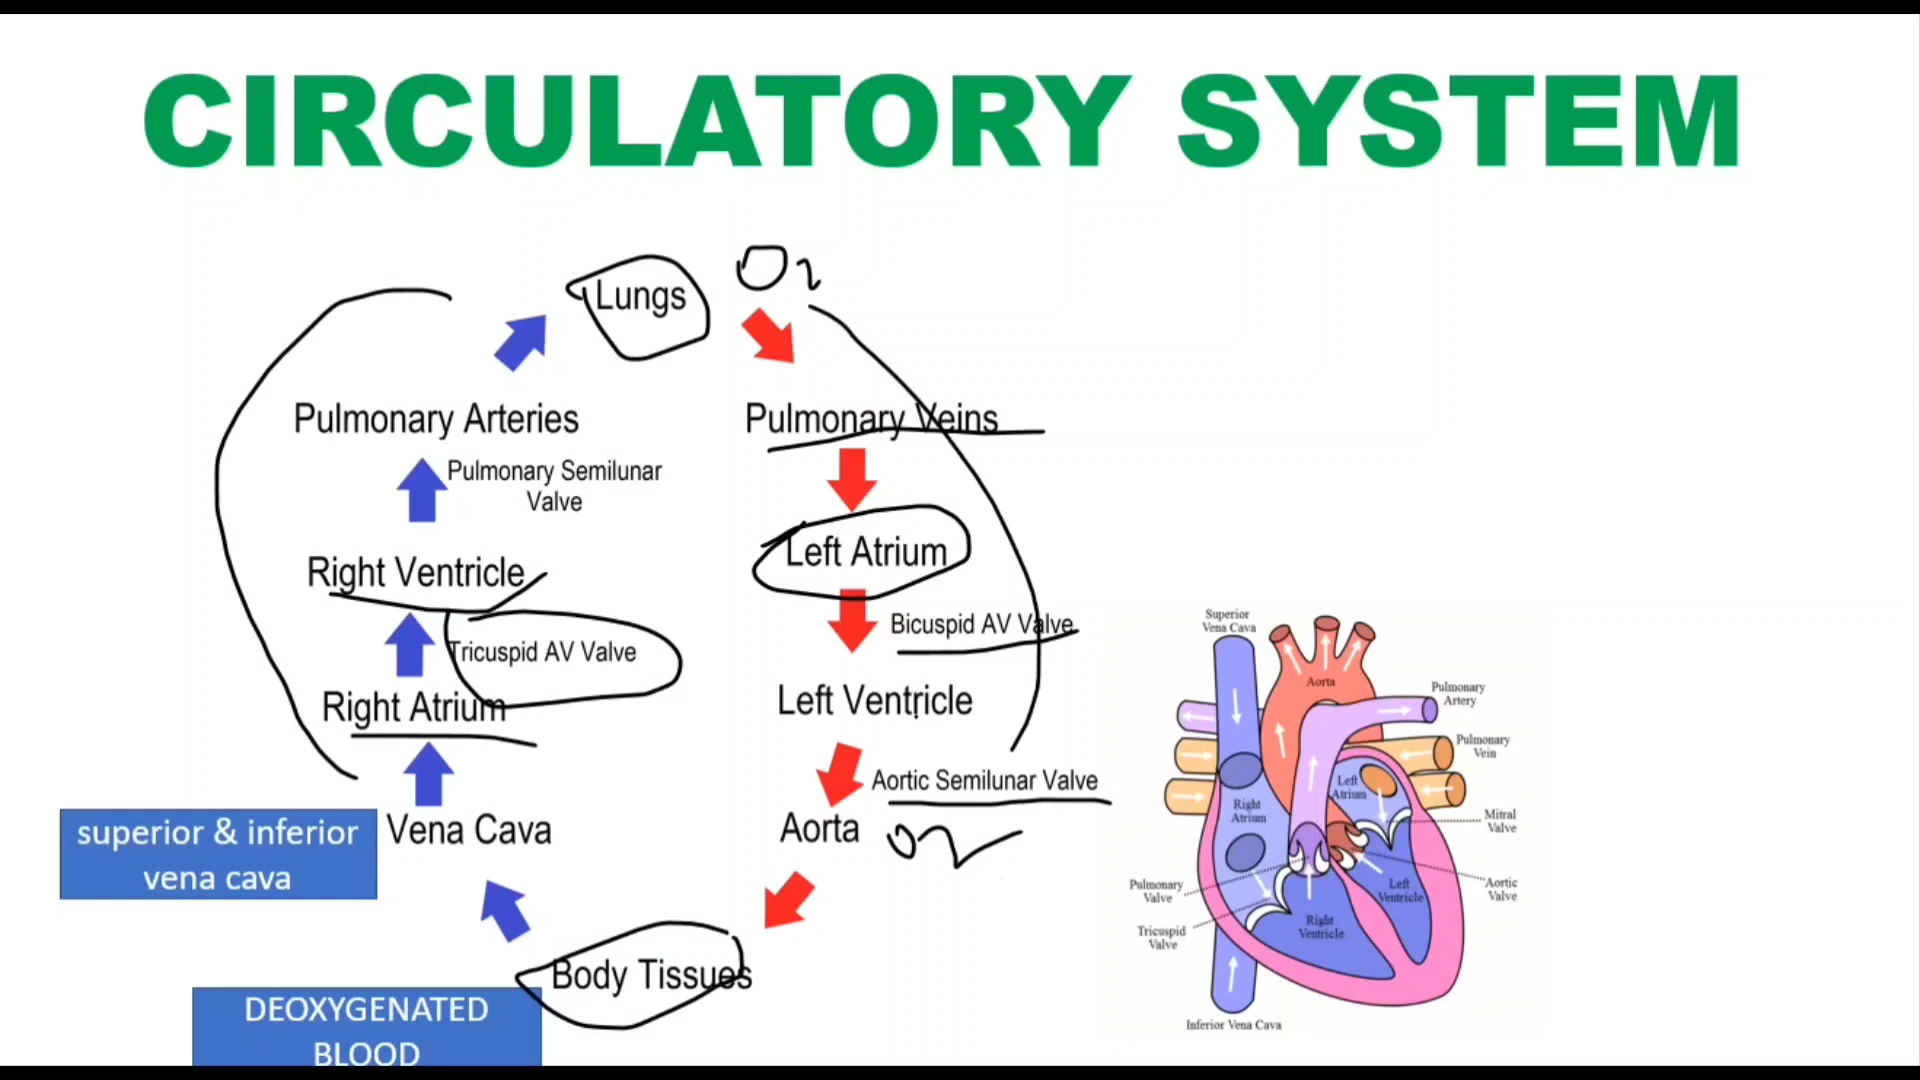 CIRCULATORY SYSTEM
Lungs
O2
Pulmonary Arteries
Pulmonary Veins
Pulmonary Semilunar
Valve
Left Atrium
Right Ventricle
Bicuspid AV Valve
Tricuspid AV Valve
Right Atrium
Left Ventricle
Aortic Semilunar Valve
superior & inferior
vena cava
Vena Cava
Aorta
O2
Body Tissues
DEOXYGENATED
BLOOD
Superior
Vena Cava
Aorta
Pulmonary
Artery
Pulmonary
Vein
Left
Atrium
Right
Atrium
Mitral
Valve
Pulmonary
Valve
Left
Ventricle
Aortic
Valve
Tricuspid
Valve
Right
Ventricle
Inferior Vena Cava